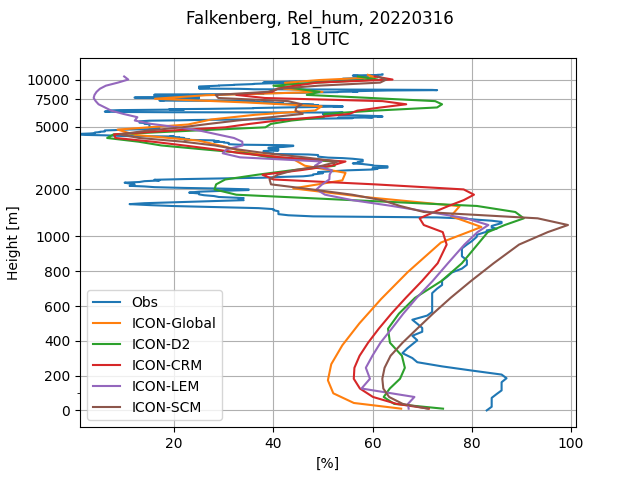 Falkenberg, Rel_hum, 20220316
18 UTC
10000
7500
5000
2000
1000
800
600
400
200
0
Height [m]
Obs
ICON-Global
ICON-D2
ICON-CRM
ICON-LEM
ICON-SCM
20
40
60
80
100
[%]